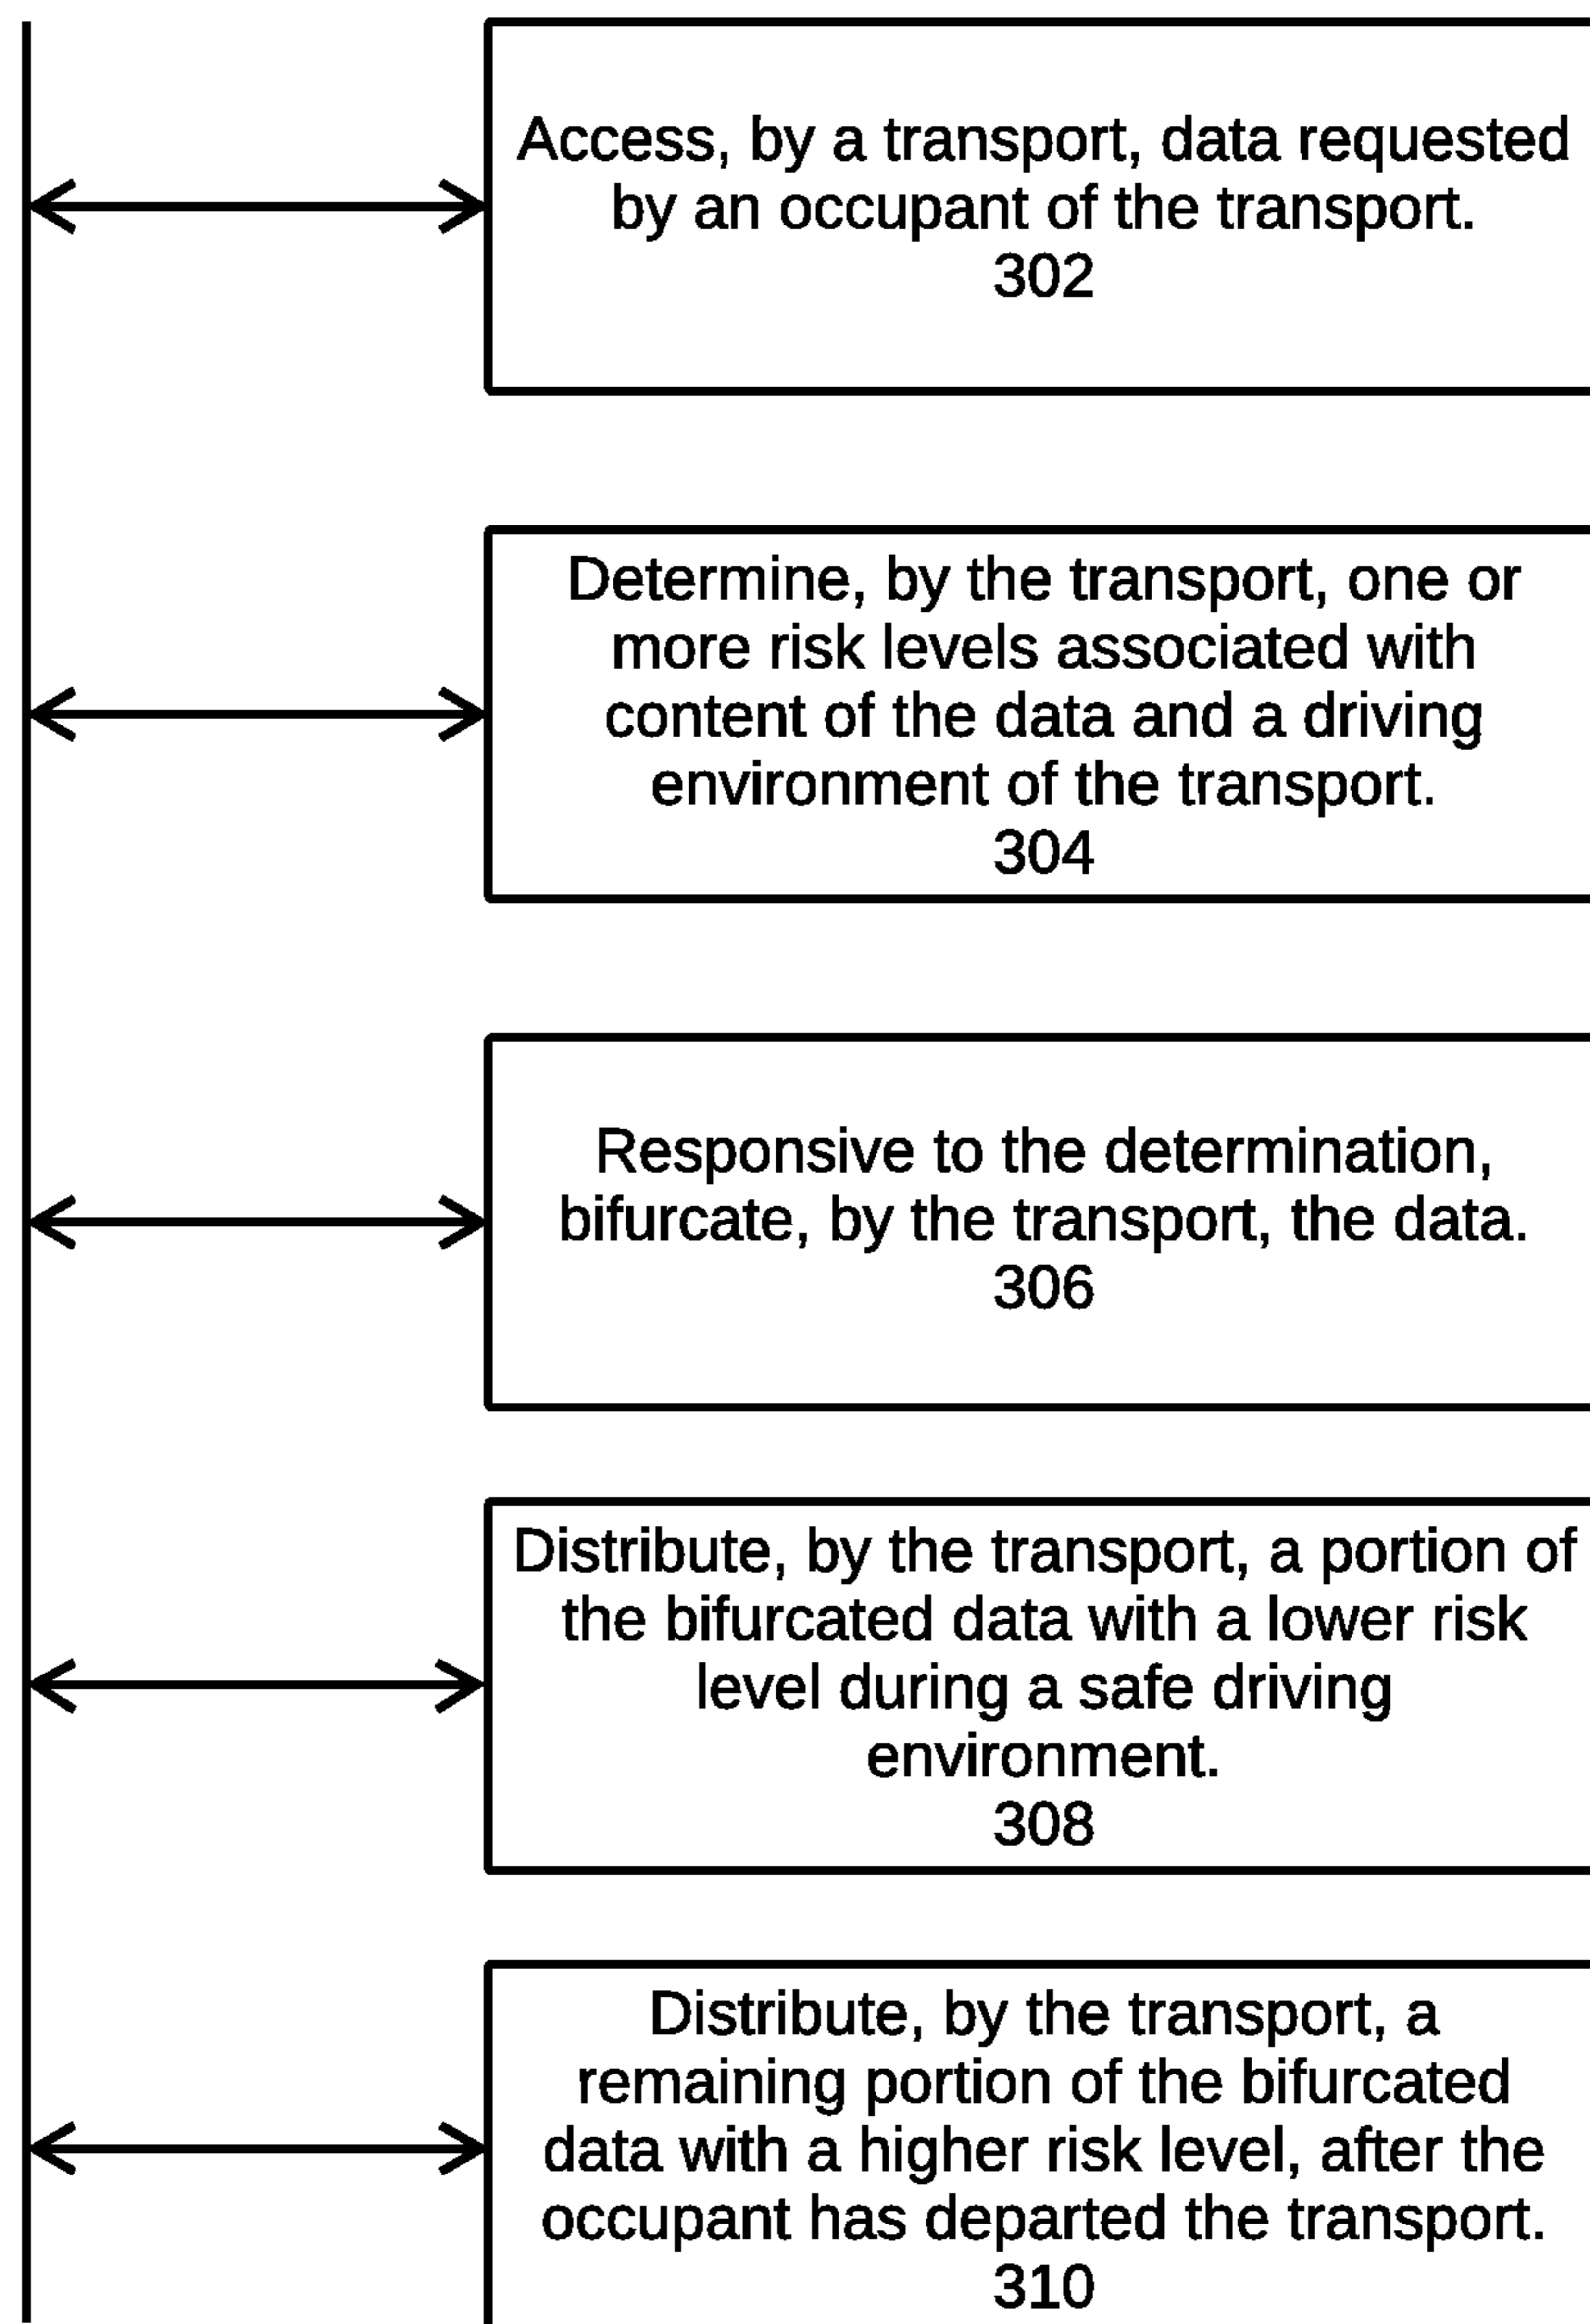 Access, by a transport, data requested
by an occupant of the transport.
302
Determine, by the transport, one or
more risk levels associated with
content of the data and a driving
environment of the transport.
304
Responsive to the determination,
bifurcate, by the transport, the data.
306
Distribute, by the transport, a portion of
the bifurcated data with a lower risk
level during a safe driving
environment.
308
Distribute, by the transport, a
remaining portion of the bifurcated
data with a higher risk level, after the
occupant has departed the transport.
310